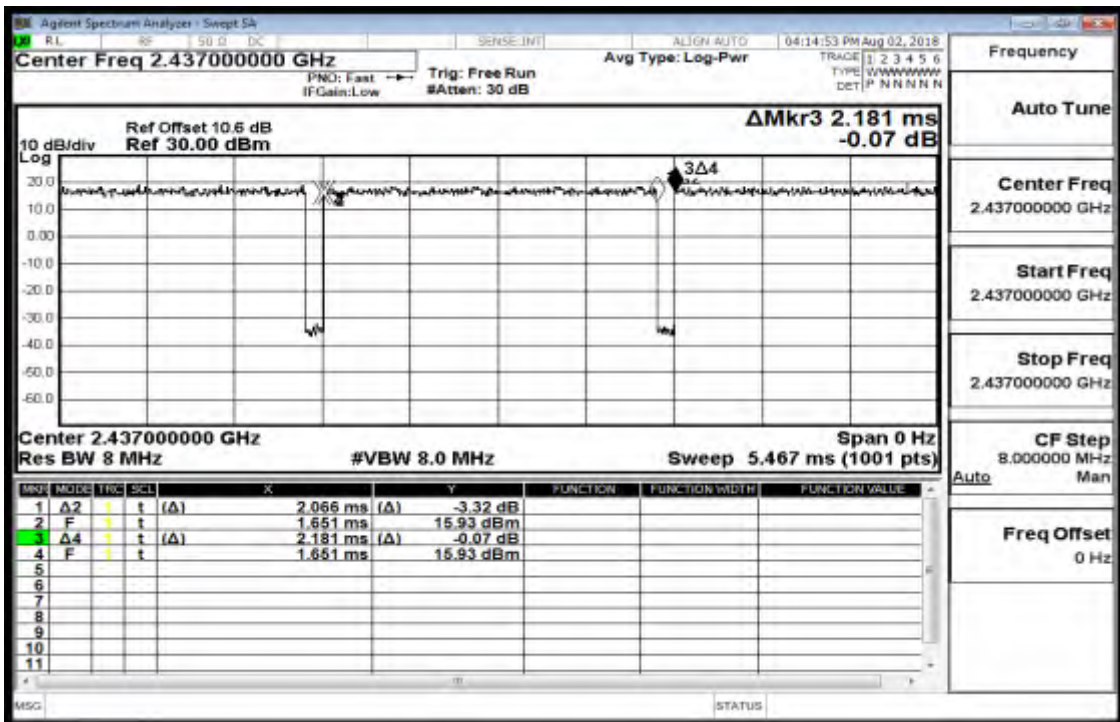 Agilent Spectrum Analyzer - Swept SA
RL RF 50 Ω DC SENSE:INT ALIGN AUTO 04:14:53 PM Aug 02, 2018
Center Freq 2.437000000 GHz
PNO: Fast
IFGain:Low
Trig: Free Run
#Atten: 30 dB
Avg Type: Log-Pwr
TRACE 1 2 3 4 5 6
TYPE WWWWWW
DET P N N N N N
ΔMkr3 2.181 ms
-0.07 dB
Ref Offset 10.6 dB
10 dB/div Ref 30.00 dBm
Log
20.0
10.0
0.00
-10.0
-20.0
-30.0
-40.0
-50.0
-60.0
3Δ4
Center 2.437000000 GHz Span 0 Hz
Res BW 8 MHz #VBW 8.0 MHz Sweep 5.467 ms (1001 pts)
MKR MODE TRC SCL X Y FUNCTION FUNCTION WIDTH FUNCTION VALUE
1 Δ2 1 t (Δ) 2.066 ms (Δ) -3.32 dB
2 F 1 t 1.651 ms 15.93 dBm
3 Δ4 1 t (Δ) 2.181 ms (Δ) -0.07 dB
4 F 1 t 1.651 ms 15.93 dBm
5
6
7
8
9
10
11
MSG STATUS
Frequency
Auto Tune
Center Freq
2.437000000 GHz
Start Freq
2.437000000 GHz
Stop Freq
2.437000000 GHz
CF Step
8.000000 MHz
Auto Man
Freq Offset
0 Hz